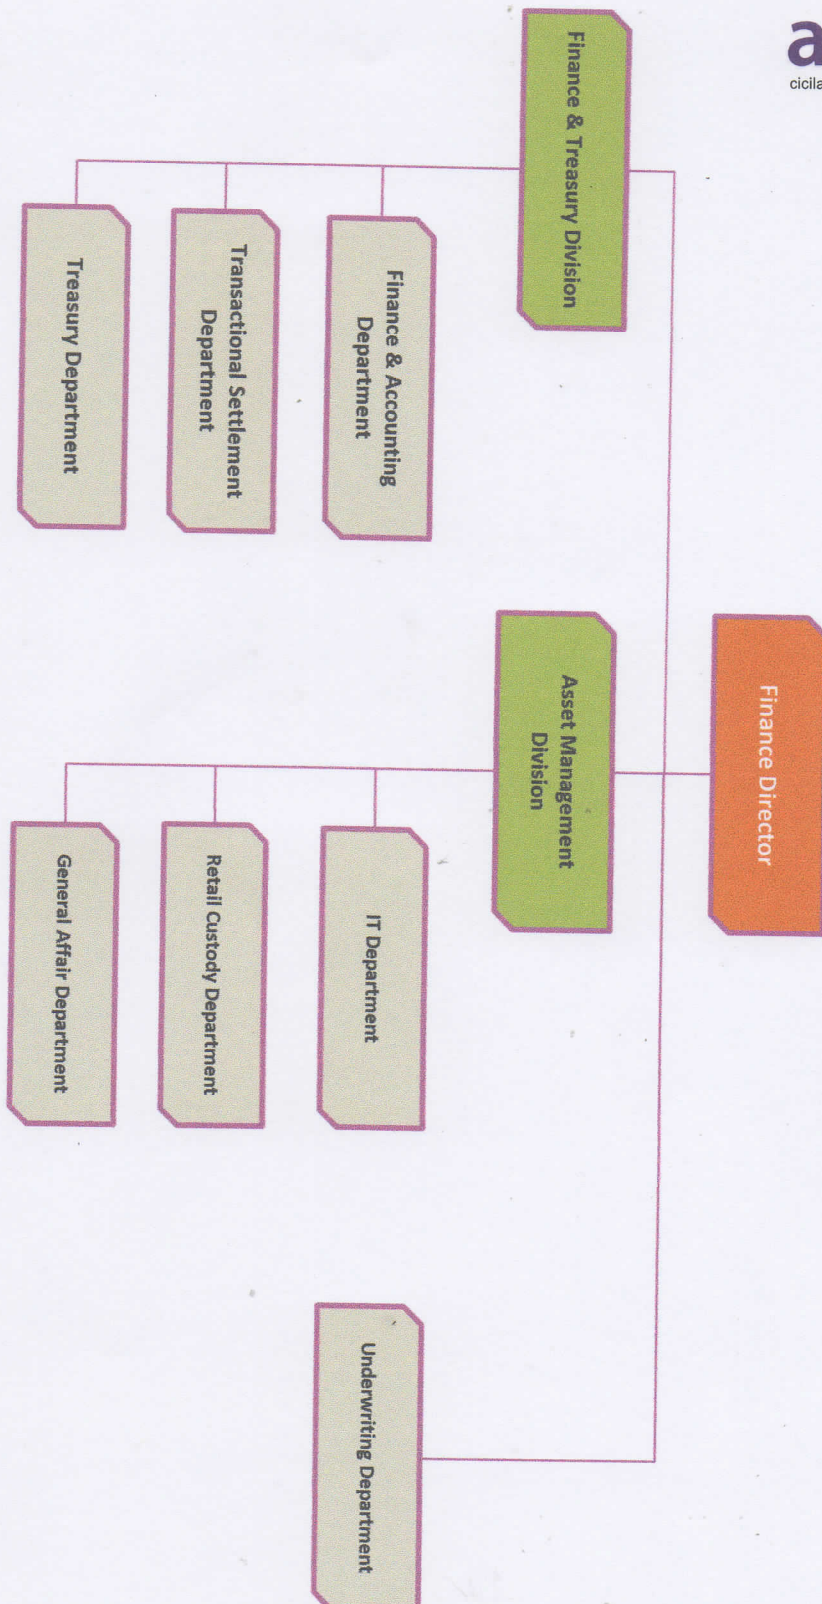 a
cicila
Finance Director
Finance & Treasury Division
Asset Management
Division
Finance & Accounting
Department
IT Department
Underwriting Department
Transactional Settlement
Department
Retail Custody Department
Treasury Department
General Affair Department